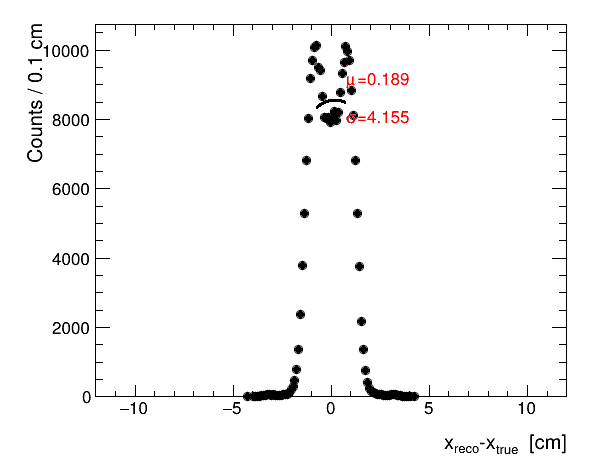 Counts / 0.1 cm
10000
8000
6000
4000
2000
0
μ=0.189
σ=4.155
−10 −5 0 5 10
x_reco-x_true [cm]